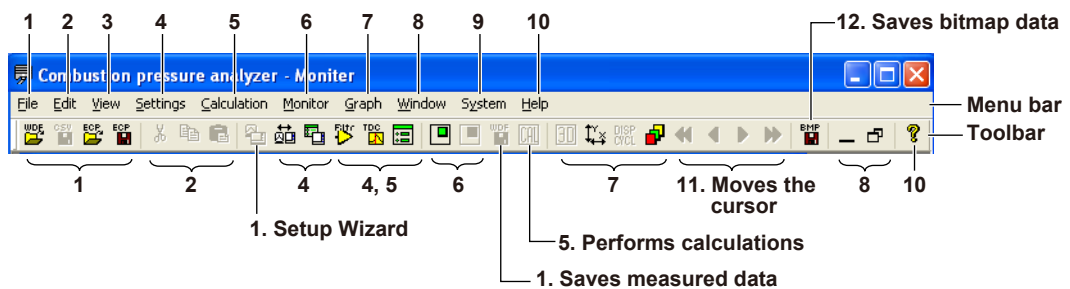 1 2 3 4 5 6 7 8 9 10
12. Saves bitmap data
Combustion pressure analyzer - Moniter
File Edit View Settings Calculation Monitor Graph Window System Help
Menu bar
WDF CSV ECP ECP Filtr TDC WDF CAL 3D Y X DISP CYCL BMP ?
Toolbar
1 2 4 4, 5 6 7 11. Moves the cursor 8 10
1. Setup Wizard
5. Performs calculations
1. Saves measured data